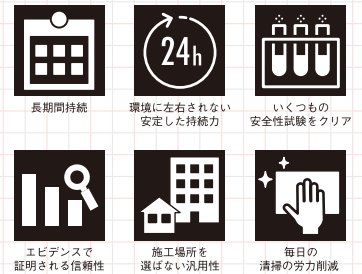 24h
長期間持続
環境に左右されない
安定した持続力
いくつもの
安全性試験をクリア
エビデンスで
証明される信頼性
施工場所を
選ばない汎用性
毎日の
清掃の労力削減